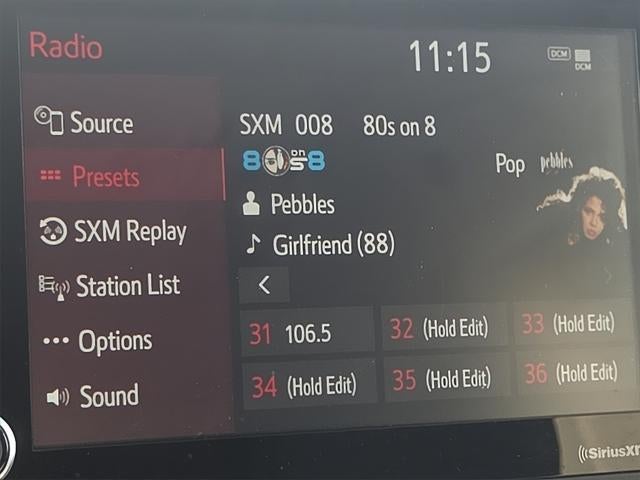 Radio
11:15
DCM
DCM
Source
SXM 008 80s on 8
80s on 8
Pop
pebbles
Presets
Pebbles
SXM Replay
Girlfriend (88)
Station List
<
31 106.5
32 (Hold Edit)
33 (Hold Edit)
Options
34 (Hold Edit)
35 (Hold Edit)
36 (Hold Edit)
Sound
((SiriusXM